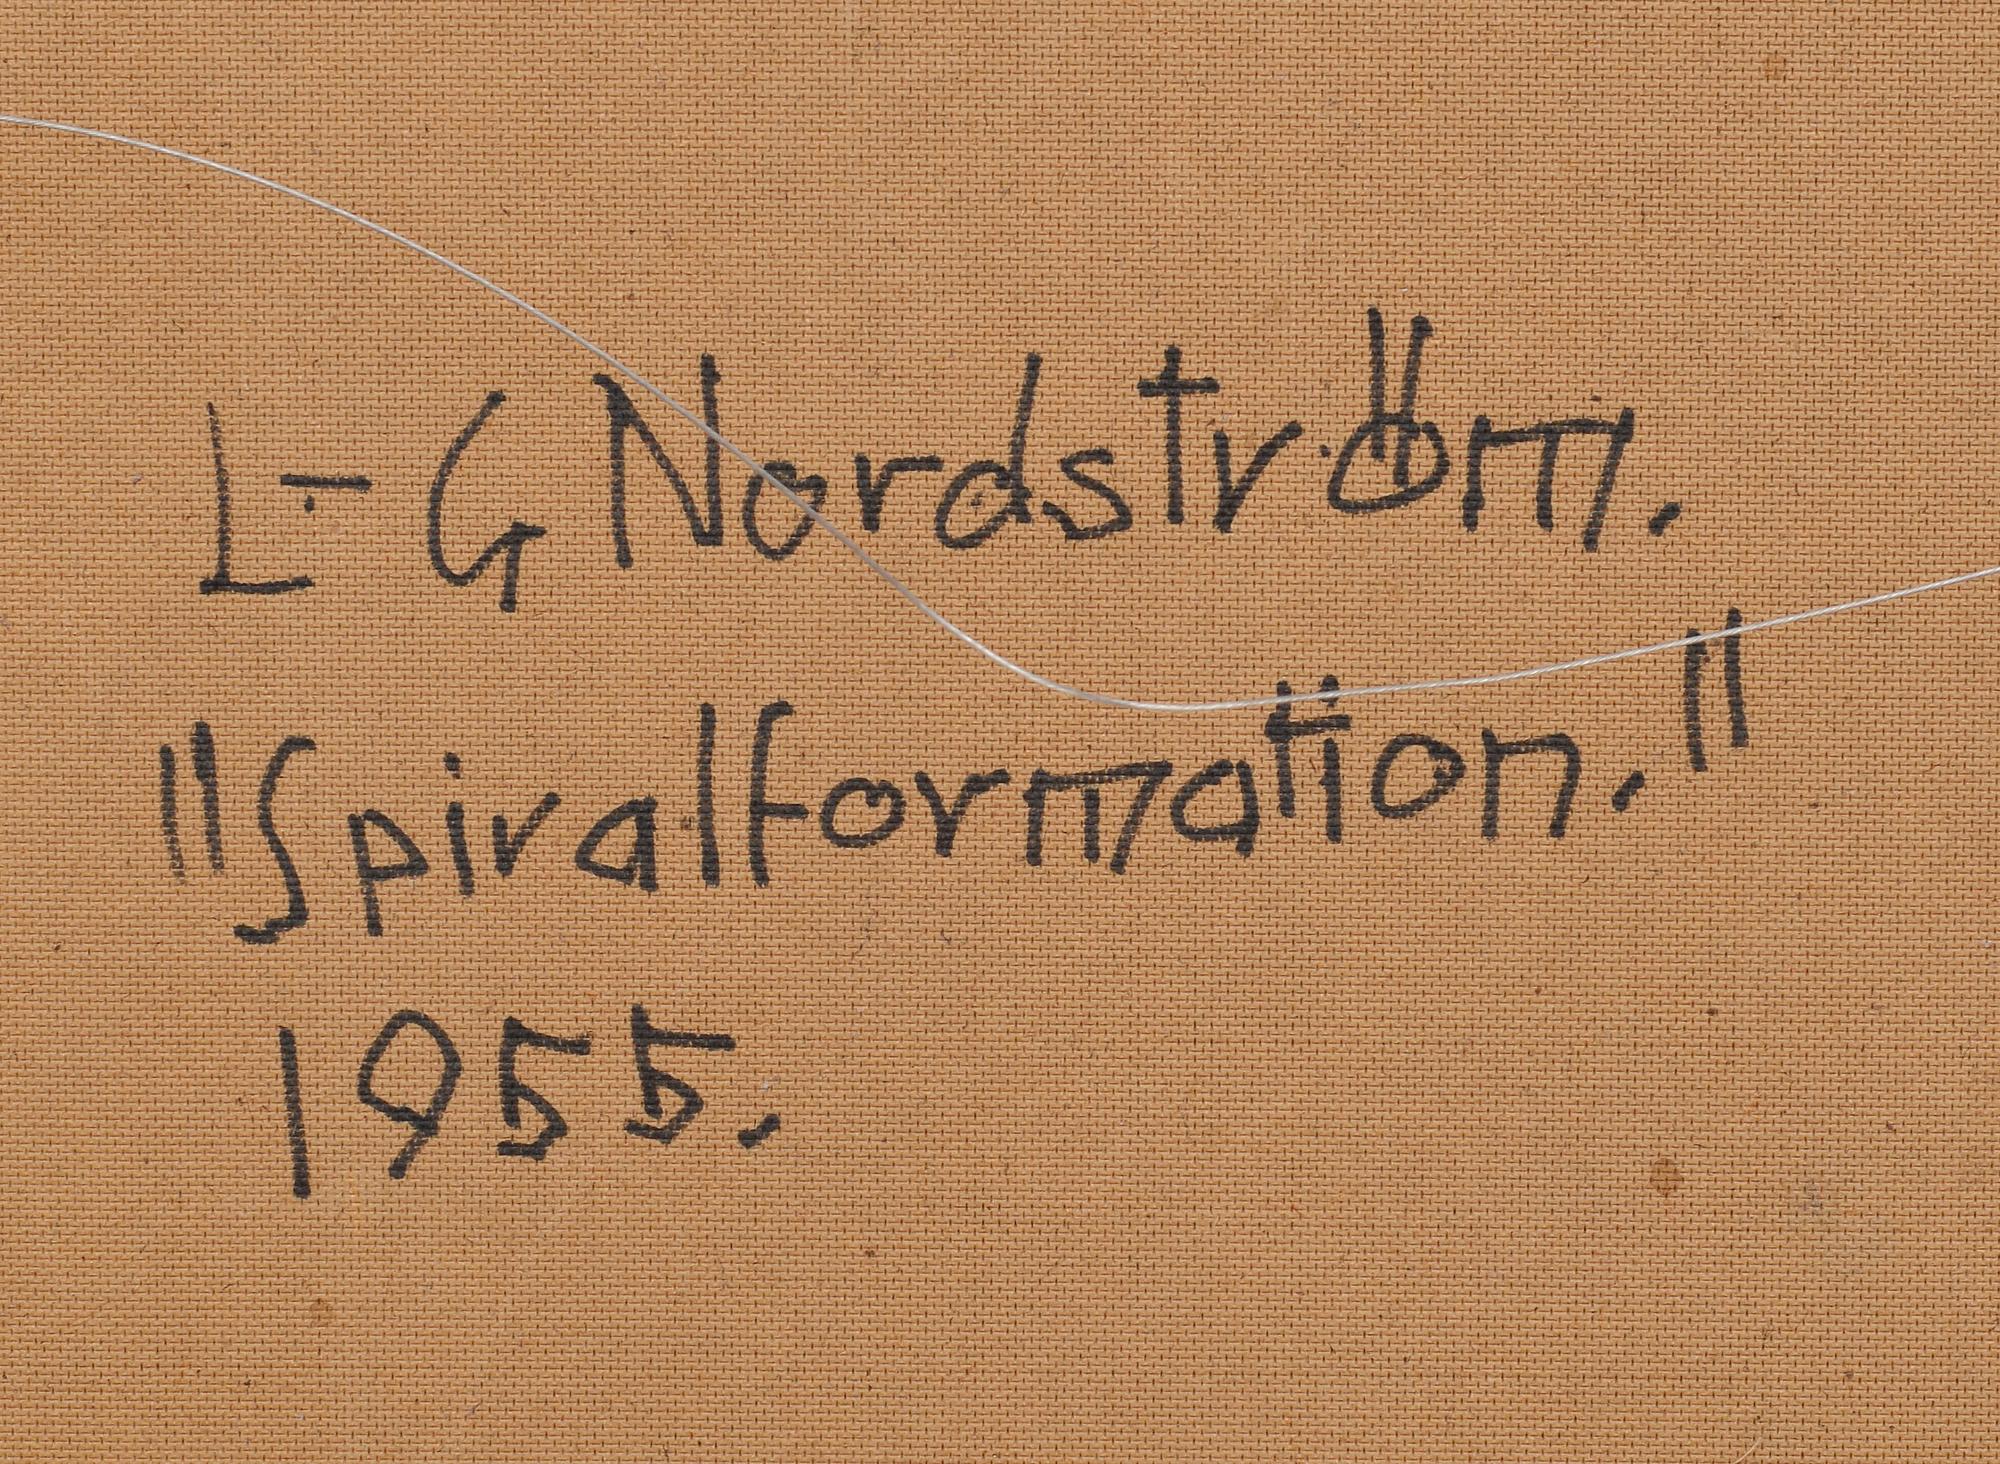 L-G Nordström.
"Spiralformation."
1955.